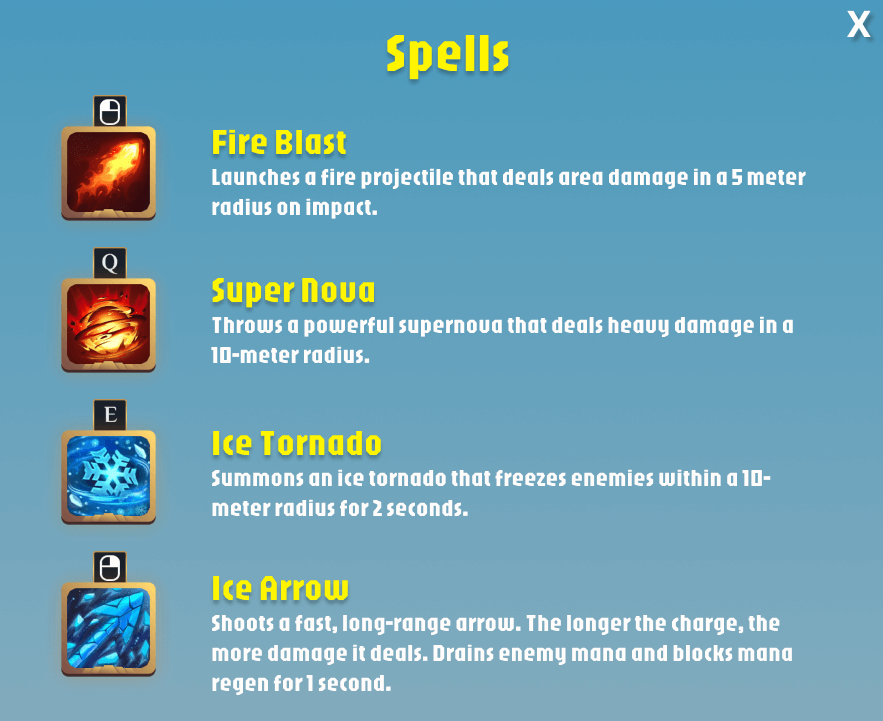 X
Spells
Fire Blast
Launches a fire projectile that deals area damage in a 5 meter
radius on impact.
Q
Super Nova
Throws a powerful supernova that deals heavy damage in a
10-meter radius.
E
Ice Tornado
Summons an ice tornado that freezes enemies within a 10-
meter radius for 2 seconds.
Ice Arrow
Shoots a fast, long-range arrow. The longer the charge, the
more damage it deals. Drains enemy mana and blocks mana
regen for 1 second.